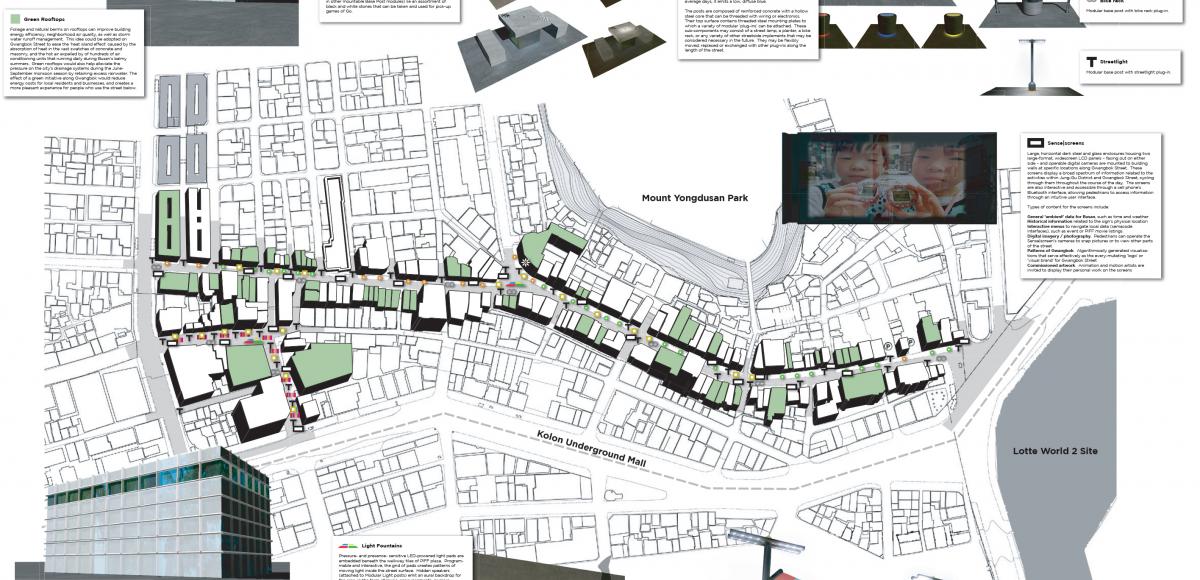 Green Rooftops
Foliage and natural berms on rooftops can improve building
energy efficiency, neighborhood air quality, as well as storm
water runoff management. This idea could be adopted on
Gwangbok Street to ease the 'heat island effect' caused by the
absorption of heat in the vast swatches of concrete and
masonry, and the hot air expelled by of hundreds of air
conditioning units that running daily during Busan's balmy
summers. Green rooftops would also help alleviate the
pressure on the city's drainage systems during the June-
September monsoon season by retaining excess rainwater. The
effect of a green initiative along Gwangbok would reduce
energy costs for local residents and businesses, and creates a
more pleasant experience for people who use the street below.
in other mountable Base Post modules) lie an assortment of
black and white stones that can be taken and used for pick-up
games of Go.
average days, it emits a low, diffuse blue.
The posts are composed of reinforced concrete with a hollow
steel core that can be threaded with wiring or electronics.
Their top surface contains threaded steel mounting plates to
which a variety of modular 'plug-ins' can be attached. These
sub-components may consist of a street lamp, a planter, a bike
rack, or any variety of other streetside implements that may be
considered necessary in the future. They may be flexibly
moved, replaced or exchanged with other plug-ins along the
length of the street.
Bike Rack
Modular base post with bike rack plug-in.
Streetlight
Modular base post with streetlight plug-in.
Sense|screens
Large, horizontal dark steel and glass enclosures housing two
large-format, widescreen LCD panels - facing out on either
side - and operable digital cameras are mounted to building
walls at specific locations along Gwangbok Street. These
screens display a broad spectrum of information related to the
activities within Jung-Gu District and Gwangbok Street, cycling
through them throughout the course of the day. The screens
are also interactive and accessible through a cell phone's
Bluetooth interface, allowing pedestrians to access information
through an intuitive user interface.
Types of content for the screens include:
General 'ambient' data for Busan, such as time and weather
Historical information related to the sign's physical location
Interactive menus to navigate local data (semacode
interfaces), such as event or PIFF movie listings.
Digital imagery / photography. Pedestrians can operate the
Sensescreen's cameras to snap pictures or to view other parts
of the street
Patterns of Gwangbok. Algorithmically generated visualiza-
tions that serve effectively as the every-mutating 'logo' or
'visual brand' for Gwangbok Street
Commissioned artwork. Animation and motion artists are
invited to display their personal work on the screens
Mount Yongdusan Park
P
P
Kolon Underground Mall
Lotte World 2 Site
Light Fountains
Pressure- and presence- sensitive LED-powered light pads are
embedded beneath the walkway tiles of PIFF plaza. Program-
mable and interactive, the grid of pads creates patterns of
moving light inside the street surface. Hidden speakers
(attached to Modular Light posts) emit an aural backdrop for